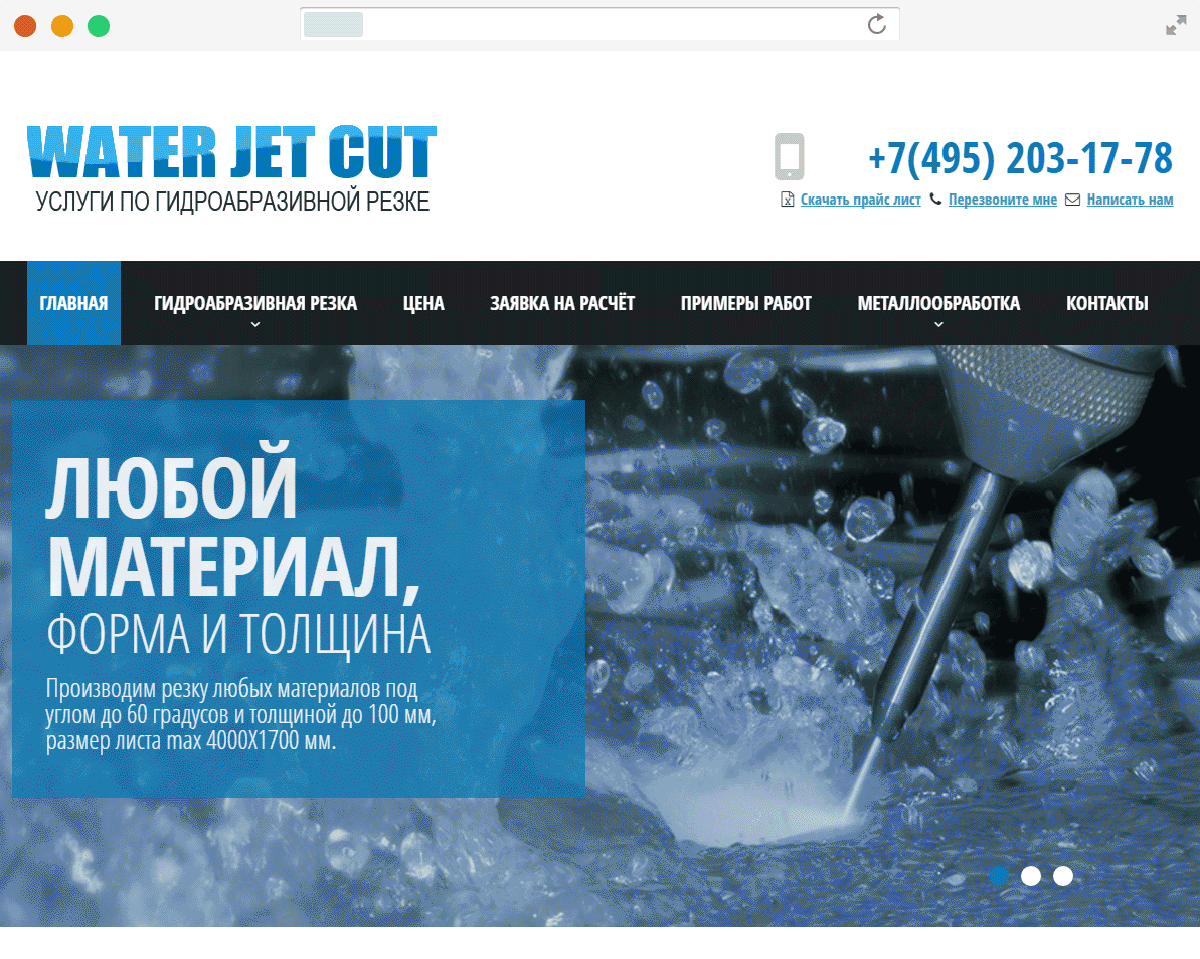 WATER JET CUT
УСЛУГИ ПО ГИДРОАБРАЗИВНОЙ РЕЗКЕ
+7(495) 203-17-78
Скачать прайс лист Перезвоните мне Написать нам
ГЛАВНАЯ ГИДРОАБРАЗИВНАЯ РЕЗКА ЦЕНА ЗАЯВКА НА РАСЧЁТ ПРИМЕРЫ РАБОТ МЕТАЛЛООБРАБОТКА КОНТАКТЫ
ЛЮБОЙ
МАТЕРИАЛ,
ФОРМА И ТОЛЩИНА
Производим резку любых материалов под
углом до 60 градусов и толщиной до 100 мм,
размер листа max 4000X1700 мм.